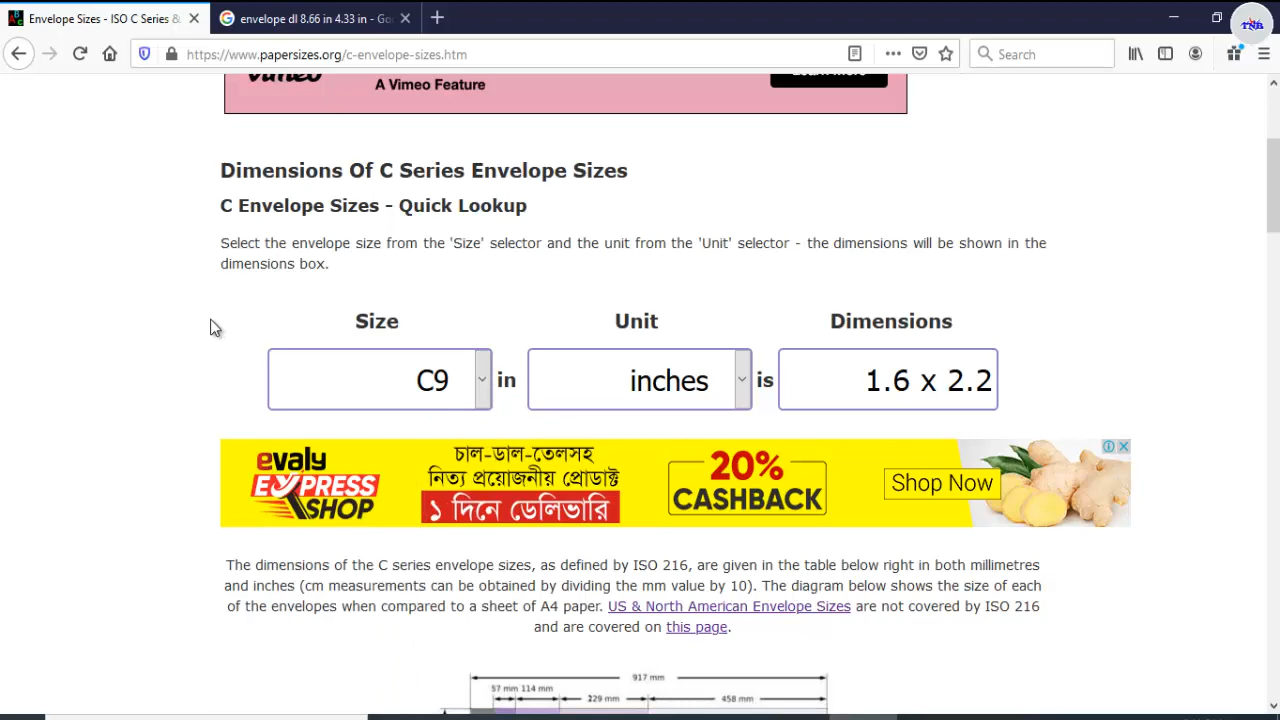 Envelope Sizes - ISO C Series &
envelope dl 8.66 in 4.33 in - Go
TSB
https://www.papersizes.org/c-envelope-sizes.htm
Search
vimeo
A Vimeo Feature
Learn More
Dimensions Of C Series Envelope Sizes
C Envelope Sizes - Quick Lookup
Select the envelope size from the 'Size' selector and the unit from the 'Unit' selector - the dimensions will be shown in the
dimensions box.
Size
Unit
Dimensions
C9
in
inches
is
1.6 x 2.2
evaly
EXPRESS
SHOP
চাল-ডাল-তেলসহ
নিত্য প্রয়োজনীয় প্রোডাক্ট
১ দিনে ডেলিভারি
20%
CASHBACK
Shop Now
The dimensions of the C series envelope sizes, as defined by ISO 216, are given in the table below right in both millimetres
and inches (cm measurements can be obtained by dividing the mm value by 10). The diagram below shows the size of each
of the envelopes when compared to a sheet of A4 paper. US & North American Envelope Sizes are not covered by ISO 216
and are covered on this page.
917 mm
57 mm 114 mm
229 mm
458 mm